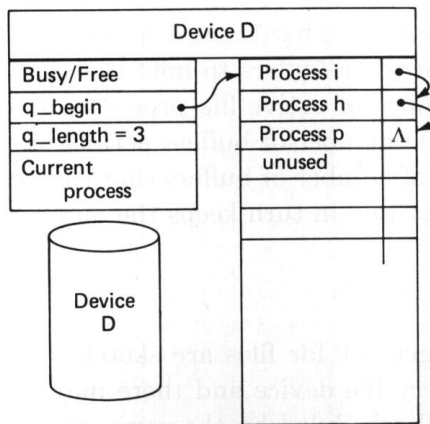 Device D
Busy/Free
q_begin
q_length = 3
Current
process
Process i
Process h
Process p Λ
unused
Device
D